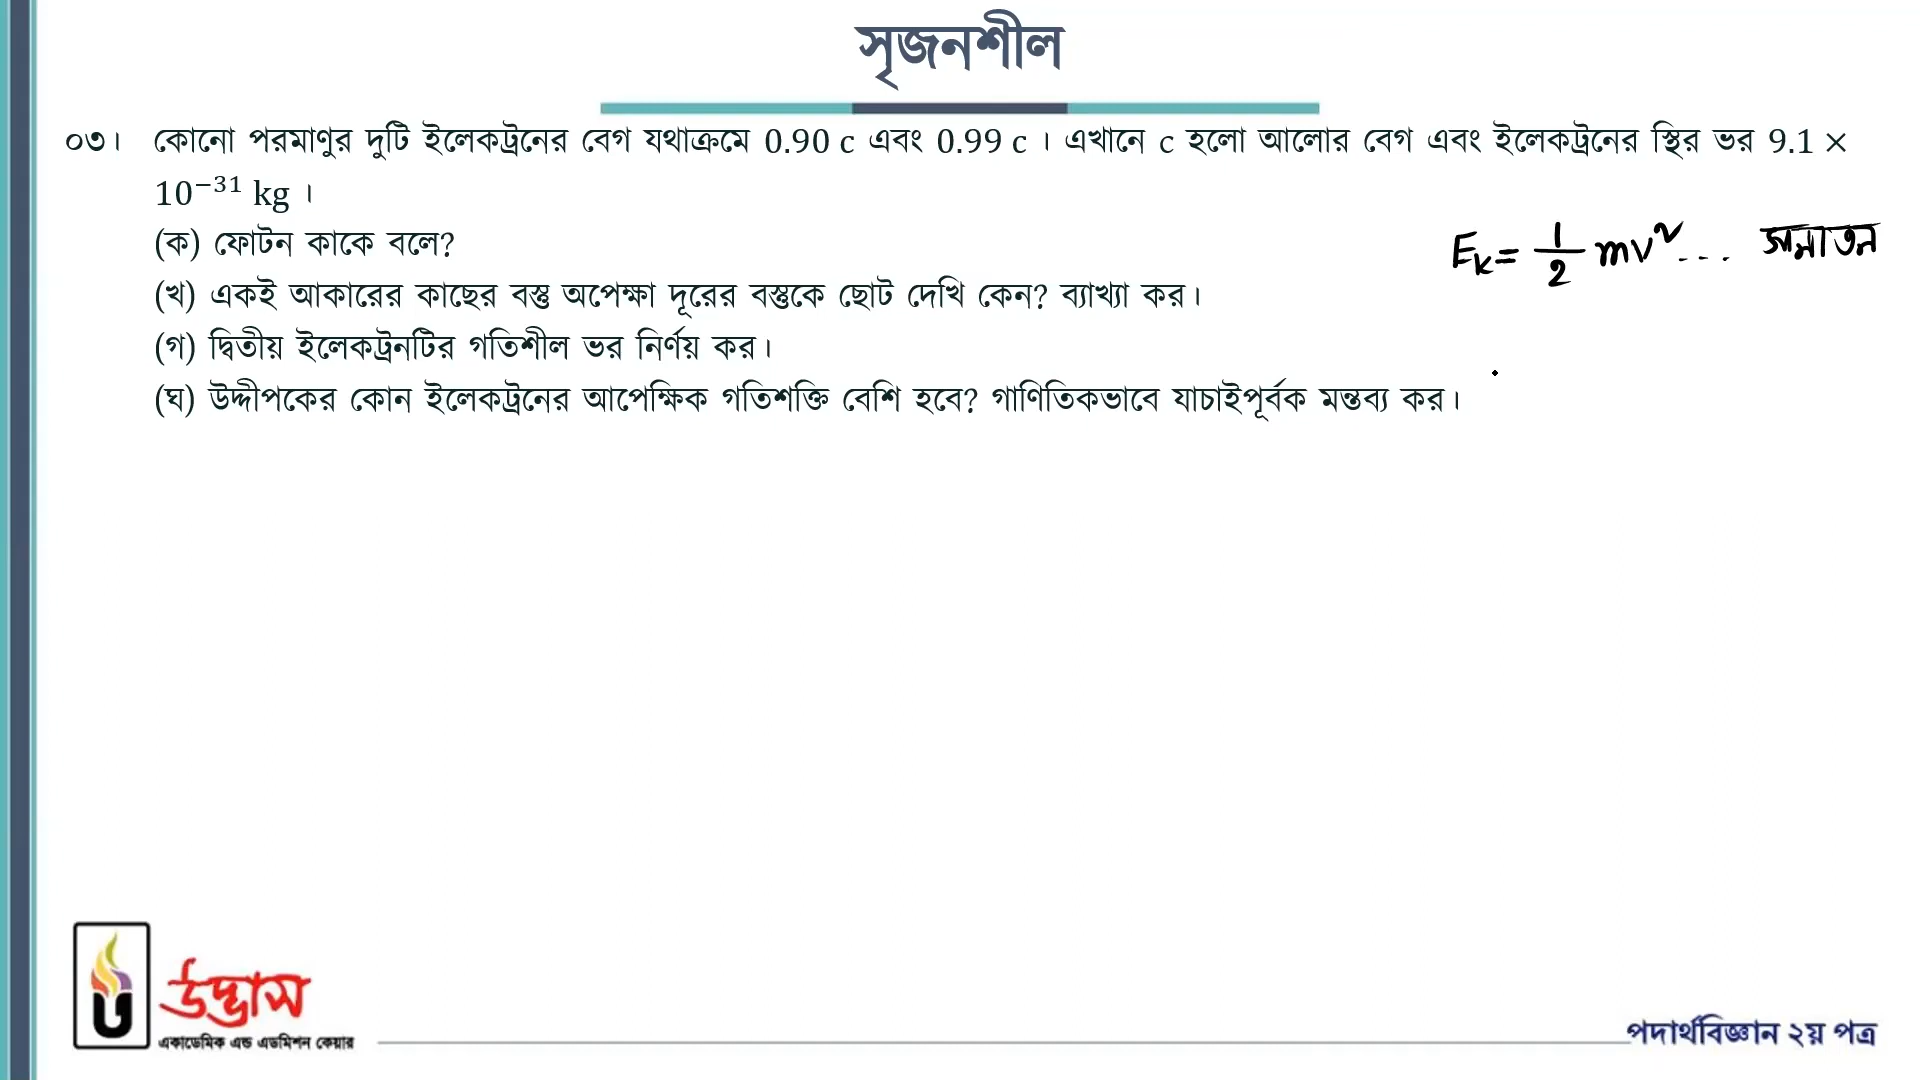 সৃজনশীল
০৩। কোনো পরমাণুর দুটি ইলেকট্রনের বেগ যথাক্রমে 0.90 c এবং 0.99 c । এখানে c হলো আলোর বেগ এবং ইলেকট্রনের স্থির ভর 9.1 ×
10⁻³¹ kg ।
(ক) ফোটন কাকে বলে?
E_k = 1/2 mv² ... সনাতন
(খ) একই আকারের কাছের বস্তু অপেক্ষা দূরের বস্তুকে ছোট দেখি কেন? ব্যাখ্যা কর।
(গ) দ্বিতীয় ইলেকট্রনটির গতিশীল ভর নির্ণয় কর।
(ঘ) উদ্দীপকের কোন ইলেকট্রনের আপেক্ষিক গতিশক্তি বেশি হবে? গাণিতিকভাবে যাচাইপূর্বক মন্তব্য কর।
উদ্ভাস
একাডেমিক এন্ড এডমিশন কেয়ার
পদার্থবিজ্ঞান ২য় পত্র